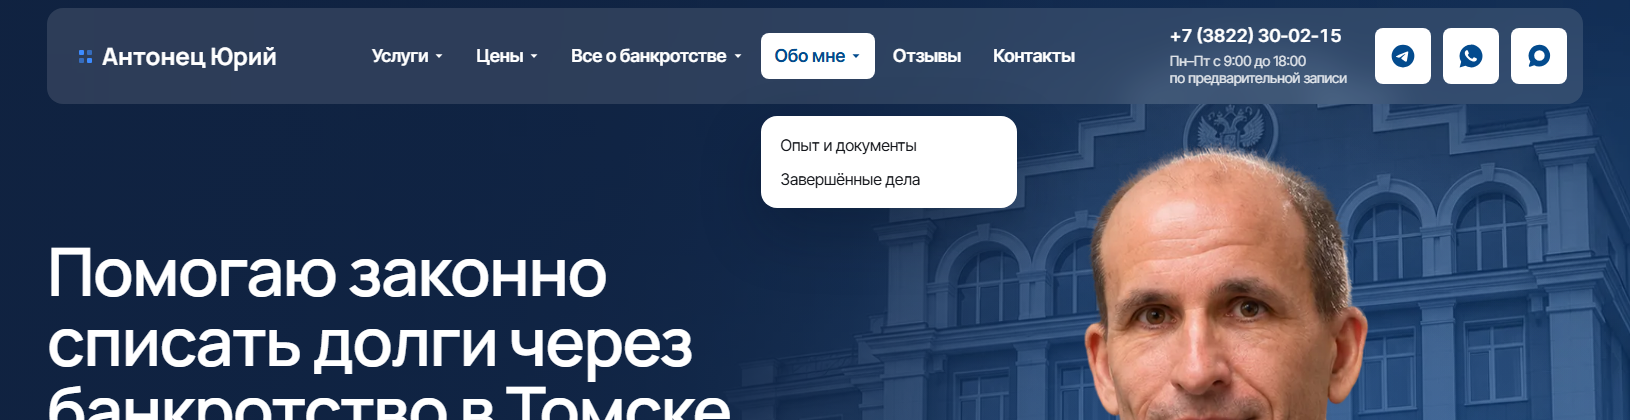 Антонец Юрий
Услуги
Цены
Все о банкротстве
Обо мне
Отзывы
Контакты
+7 (3822) 30-02-15
Пн–Пт с 9:00 до 18:00
по предварительной записи
Опыт и документы
Завершённые дела
Помогаю законно
списать долги через
банкротство в Томске